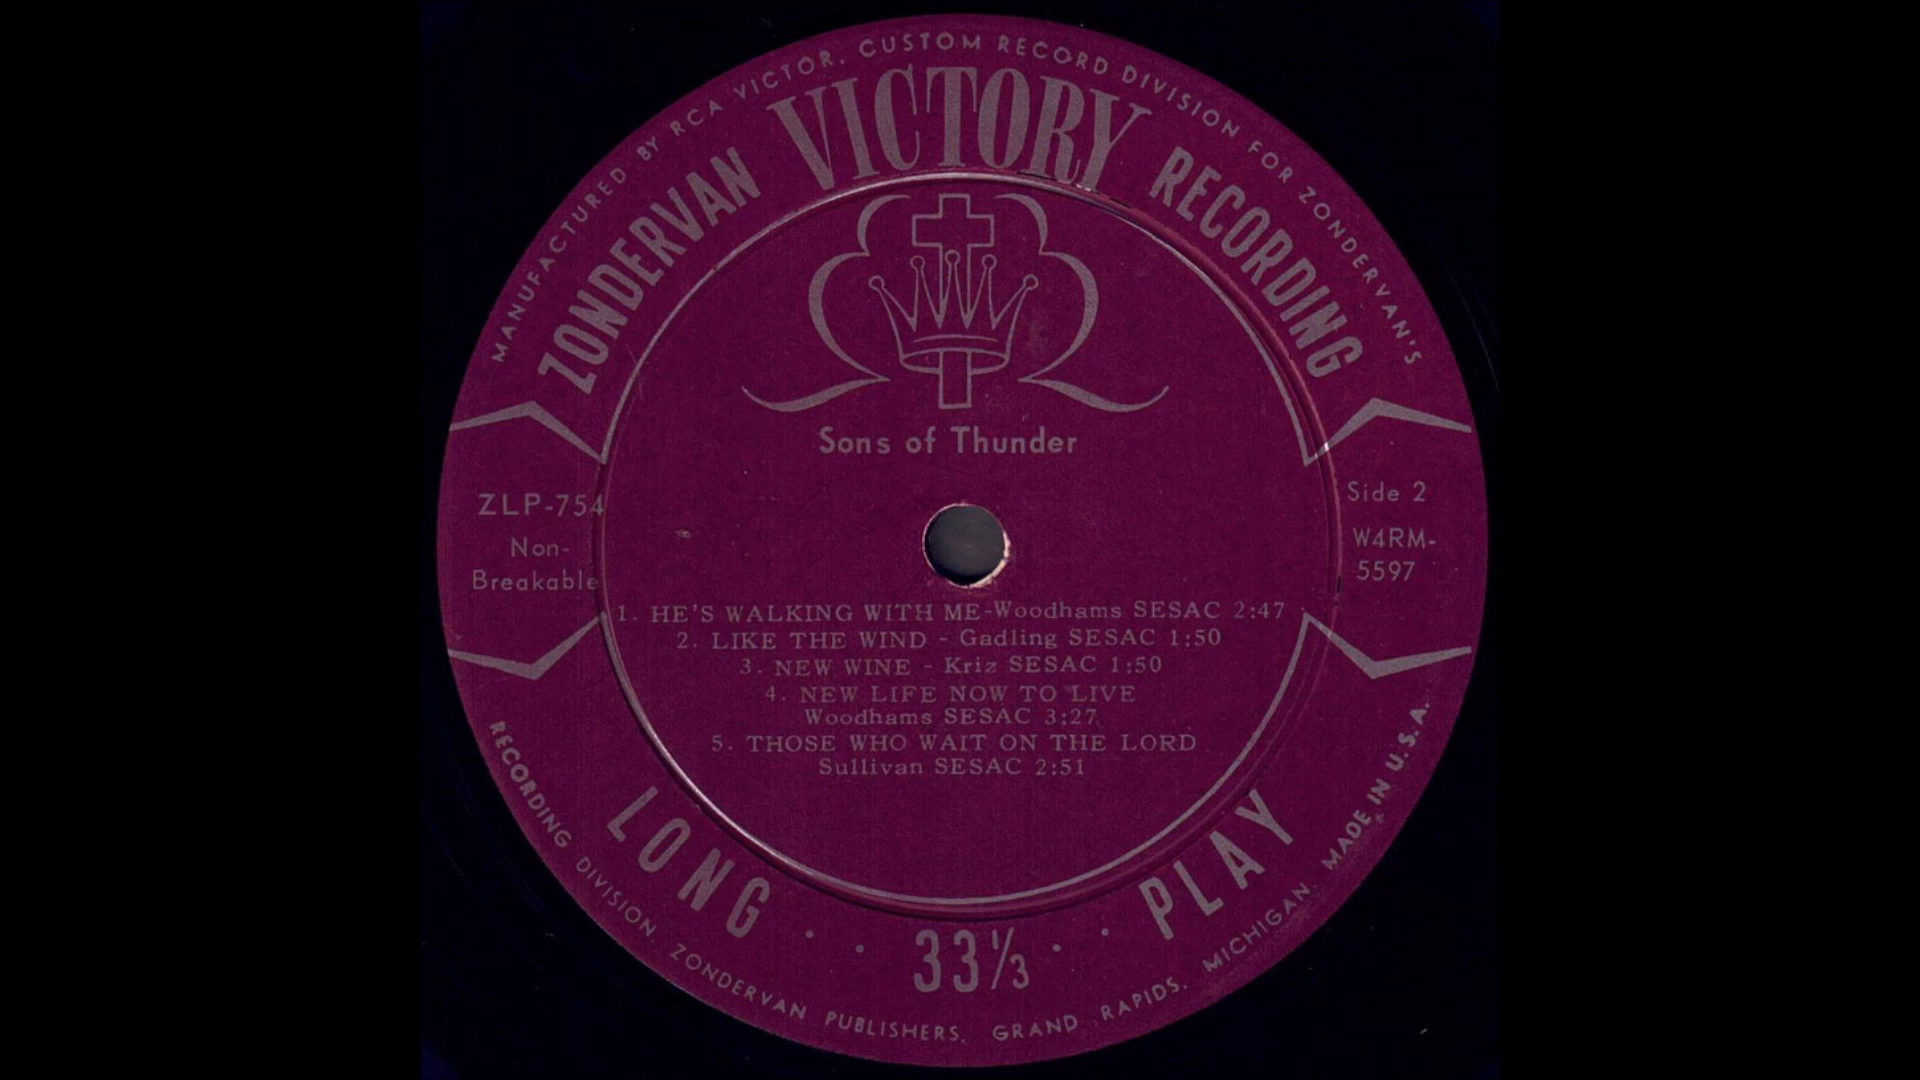 MANUFACTURED BY RCA VICTOR, CUSTOM RECORD DIVISION FOR ZONDERVAN'S
ZONDERVAN VICTORY RECORDING
Sons of Thunder
ZLP-754
Non-
Breakable
Side 2
W4RM-
5597
1. HE'S WALKING WITH ME-Woodhams SESAC 2:47
2. LIKE THE WIND - Gadling SESAC 1:50
3. NEW WINE - Kriz SESAC 1:50
4. NEW LIFE NOW TO LIVE
Woodhams SESAC 3:27
5. THOSE WHO WAIT ON THE LORD
Sullivan SESAC 2:51
LONG . . 33⅓ . . PLAY
RECORDING DIVISION, ZONDERVAN PUBLISHERS, GRAND RAPIDS, MICHIGAN MADE IN U.S.A.